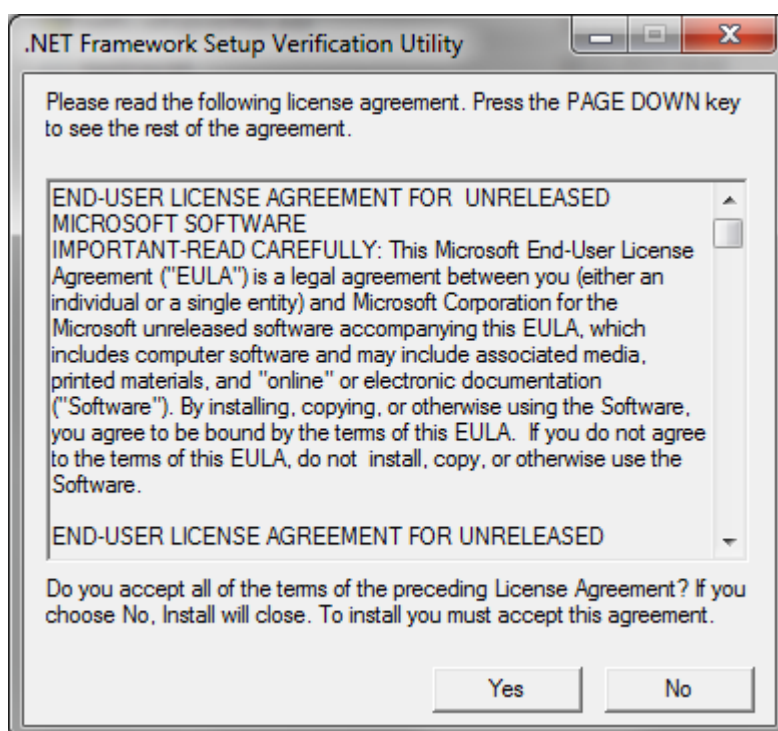 .NET Framework Setup Verification Utility
Please read the following license agreement. Press the PAGE DOWN key
to see the rest of the agreement.
END-USER LICENSE AGREEMENT FOR  UNRELEASED
MICROSOFT SOFTWARE
IMPORTANT-READ CAREFULLY: This Microsoft End-User License
Agreement ("EULA") is a legal agreement between you (either an
individual or a single entity) and Microsoft Corporation for the
Microsoft unreleased software accompanying this EULA, which
includes computer software and may include associated media,
printed materials, and "online" or electronic documentation
("Software"). By installing, copying, or otherwise using the Software,
you agree to be bound by the terms of this EULA.  If you do not agree
to the terms of this EULA, do not  install, copy, or otherwise use the
Software.
END-USER LICENSE AGREEMENT FOR UNRELEASED
Do you accept all of the terms of the preceding License Agreement? If you
choose No, Install will close. To install you must accept this agreement.
Yes
No